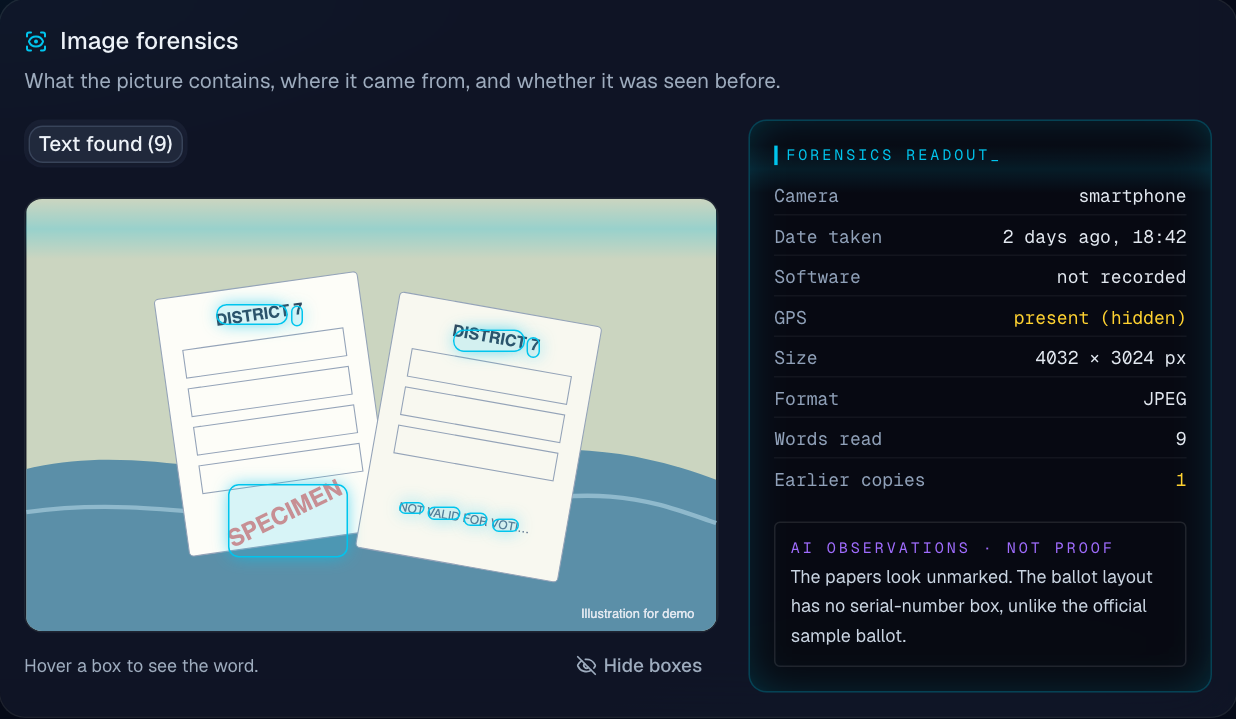 Image forensics
What the picture contains, where it came from, and whether it was seen before.
Text found (9)
DISTRICT 7
SPECIMEN
DISTRICT 7
NOT VALID FOR VOTI…
Illustration for demo
Hover a box to see the word.
Hide boxes
FORENSICS READOUT_
Camera smartphone
Date taken 2 days ago, 18:42
Software not recorded
GPS present (hidden)
Size 4032 × 3024 px
Format JPEG
Words read 9
Earlier copies 1
AI OBSERVATIONS · NOT PROOF
The papers look unmarked. The ballot layout
has no serial-number box, unlike the official
sample ballot.